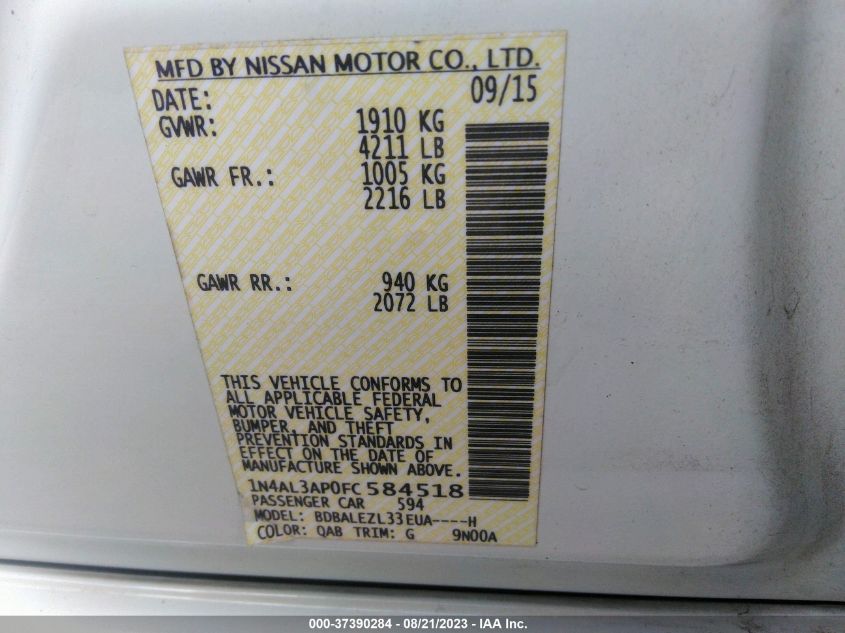 MFD BY NISSAN MOTOR CO., LTD.
DATE: 09/15
GVWR: 1910 KG
4211 LB
GAWR FR.: 1005 KG
2216 LB
GAWR RR.: 940 KG
2072 LB
THIS VEHICLE CONFORMS TO
ALL APPLICABLE FEDERAL
MOTOR VEHICLE SAFETY,
BUMPER, AND THEFT
PREVENTION STANDARDS IN
EFFECT ON THE DATE OF
MANUFACTURE SHOWN ABOVE.
1N4AL3AP0FC584518
PASSENGER CAR 594
MODEL: BDBALEZL33EUA----H
COLOR: QAB TRIM: G 9N00A
000-37390284 - 08/21/2023 - IAA Inc.